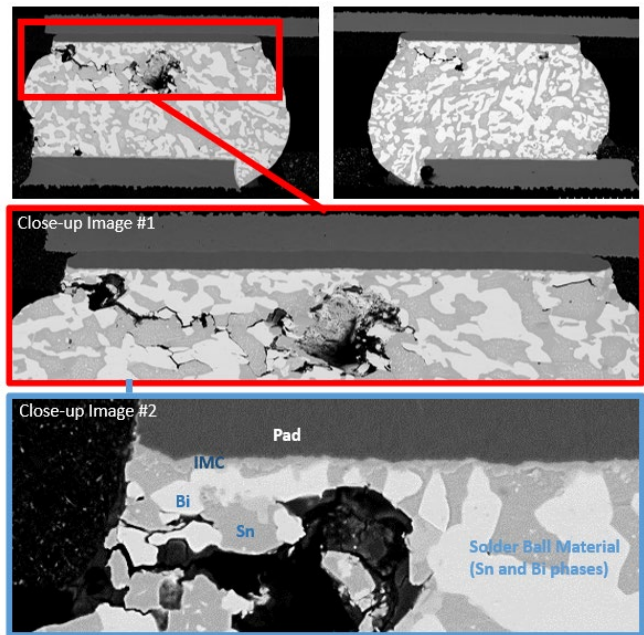 Close-up Image #1
Close-up Image #2
Pad
IMC
Bi
Sn
Solder Ball Material
(Sn and Bi phases)